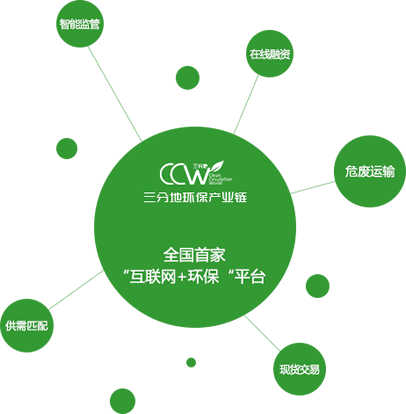 智能监管
在线融资
危废运输
CCW
三分地
Clean
Circulation
World
三分地环保产业链
全国首家
“互联网+环保“平台
供需匹配
现货交易